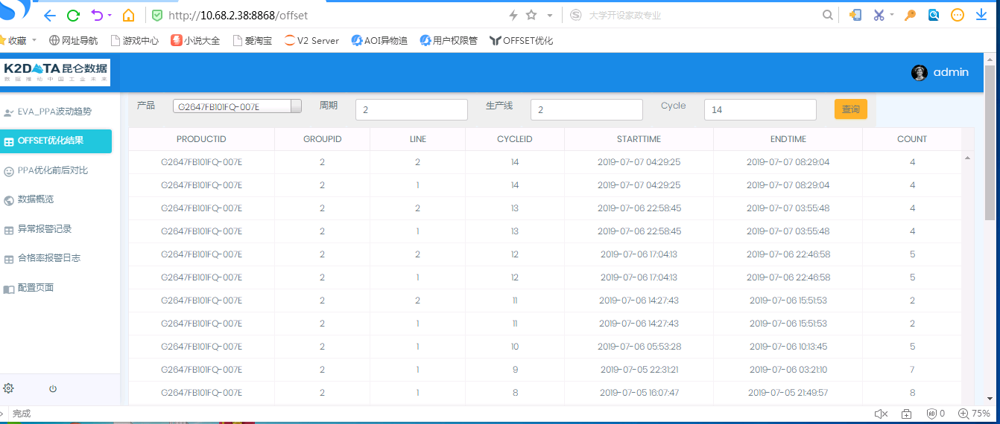 http://10.68.2.38:8868/offset
大学开设家政专业
收藏 网址导航 游戏中心 小说大全 爱淘宝 V2 Server AOI异物追 用户权限管 OFFSET优化
K2DATA昆仑数据
数据推动中国工业未来
admin
EVA_PPA波动趋势
OFFSET优化结果
PPA优化前后对比
数据概览
异常报警记录
合格率报警日志
配置页面
产品 G2647FB101FQ-007E 周期 2 生产线 2 Cycle 14 查询
PRODUCTID GROUPID LINE CYCLEID STARTTIME ENDTIME COUNT
G2647FB101FQ-007E 2 2 14 2019-07-07 04:29:25 2019-07-07 08:29:04 4
G2647FB101FQ-007E 2 1 14 2019-07-07 04:29:25 2019-07-07 08:29:04 4
G2647FB101FQ-007E 2 2 13 2019-07-06 22:58:45 2019-07-07 03:55:48 4
G2647FB101FQ-007E 2 1 13 2019-07-06 22:58:45 2019-07-07 03:55:48 4
G2647FB101FQ-007E 2 2 12 2019-07-06 17:04:13 2019-07-06 22:46:58 5
G2647FB101FQ-007E 2 1 12 2019-07-06 17:04:13 2019-07-06 22:46:58 5
G2647FB101FQ-007E 2 2 11 2019-07-06 14:27:43 2019-07-06 15:51:53 2
G2647FB101FQ-007E 2 1 11 2019-07-06 14:27:43 2019-07-06 15:51:53 2
G2647FB101FQ-007E 2 1 10 2019-07-06 05:53:28 2019-07-06 10:13:45 5
G2647FB101FQ-007E 2 1 9 2019-07-05 22:31:21 2019-07-06 03:21:10 7
G2647FB101FQ-007E 2 1 8 2019-07-05 16:07:47 2019-07-05 21:49:57 8
完成 0 75%